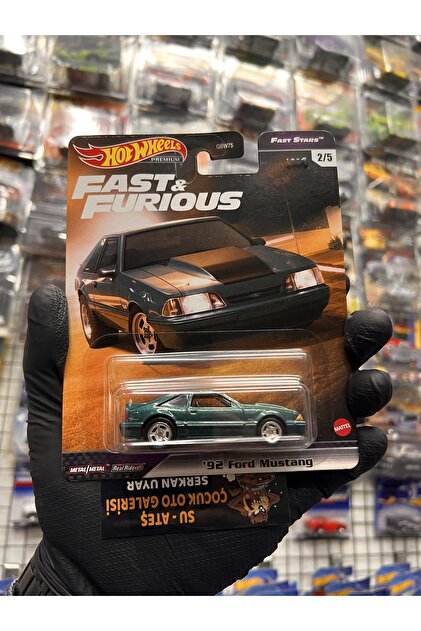 HOT WHEELS
PREMIUM
GBW75
FAST STARS™
2/5
FAST &
FURIOUS
MATTEL
'92 Ford Mustang
METAL/METAL
Real Riders®
SU - ATEŞ
ÇOCUK OTO GALERİSİ
SERKAN UYAR